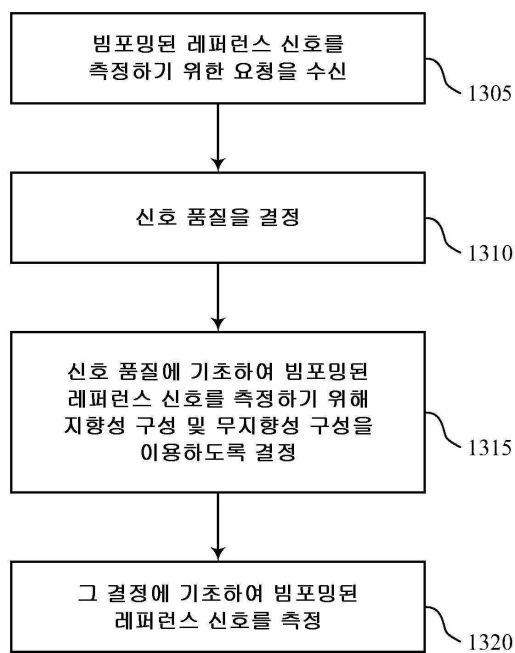 빔포밍된 레퍼런스 신호를
측정하기 위한 요청을 수신
1305
신호 품질을 결정
1310
신호 품질에 기초하여 빔포밍된
레퍼런스 신호를 측정하기 위해
지향성 구성 및 무지향성 구성을
이용하도록 결정
1315
그 결정에 기초하여 빔포밍된
레퍼런스 신호를 측정
1320